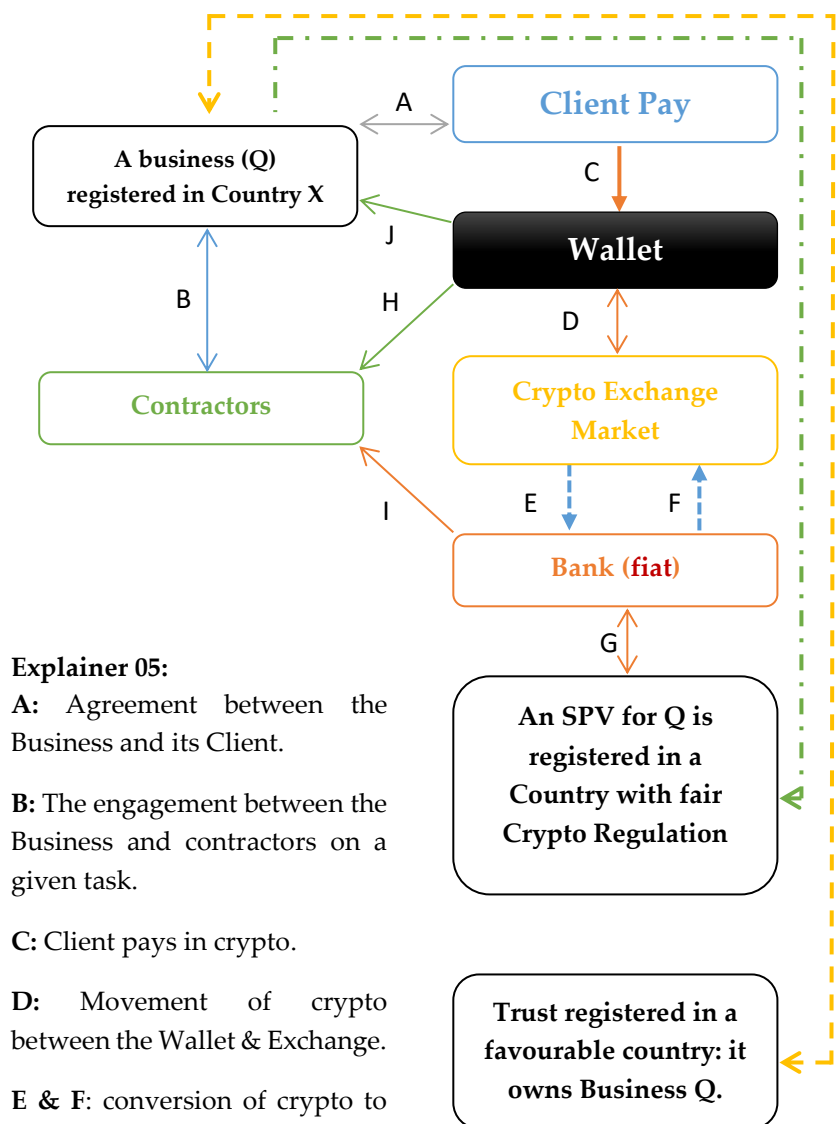 A
Client Pay
A business (Q)
registered in Country X
C
J
Wallet
B
H
D
Contractors
Crypto Exchange
Market
E
F
I
Bank (fiat)
G
Explainer 05:
A: Agreement between the
Business and its Client.
B: The engagement between the
Business and contractors on a
given task.
C: Client pays in crypto.
D: Movement of crypto
between the Wallet & Exchange.
E & F: conversion of crypto to
An SPV for Q is
registered in a
Country with fair
Crypto Regulation
Trust registered in a
favourable country: it
owns Business Q.